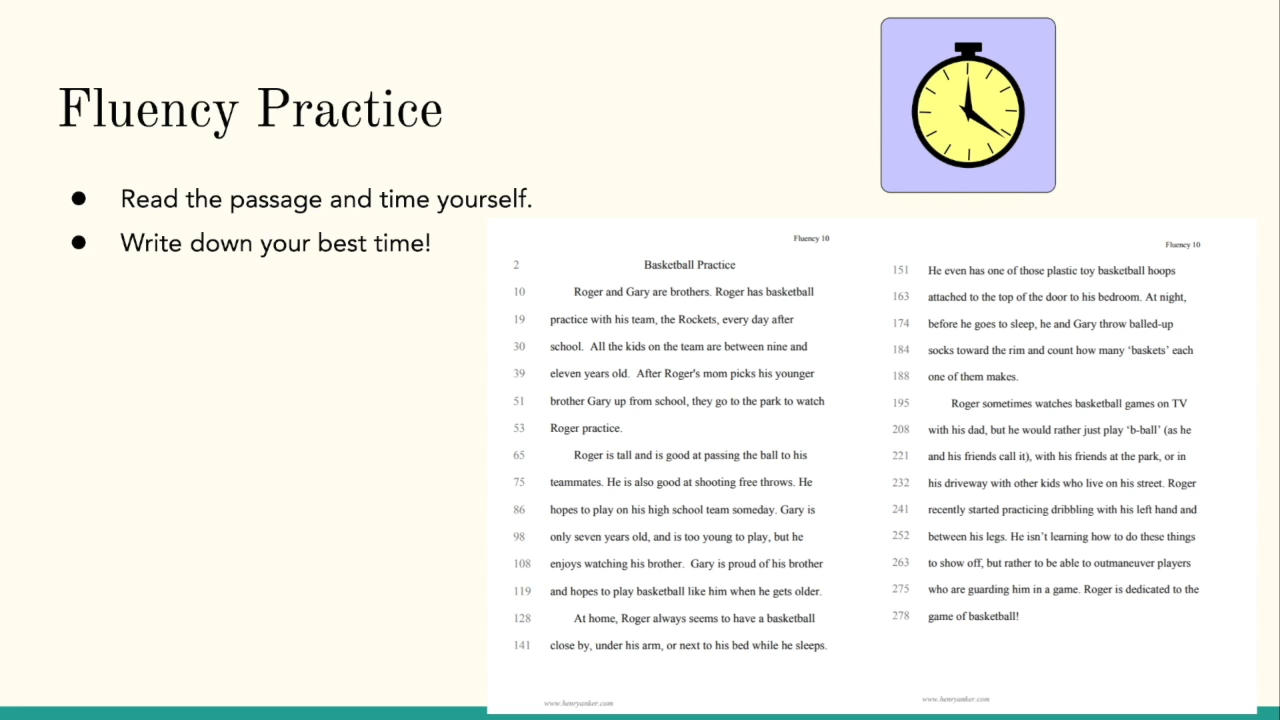 Fluency Practice
● Read the passage and time yourself.
● Write down your best time!
Fluency 10
2 Basketball Practice
10 Roger and Gary are brothers. Roger has basketball
19 practice with his team, the Rockets, every day after
30 school.  All the kids on the team are between nine and
39 eleven years old.  After Roger's mom picks his younger
51 brother Gary up from school, they go to the park to watch
53 Roger practice.
65 Roger is tall and is good at passing the ball to his
75 teammates. He is also good at shooting free throws. He
86 hopes to play on his high school team someday. Gary is
98 only seven years old, and is too young to play, but he
108 enjoys watching his brother.  Gary is proud of his brother
119 and hopes to play basketball like him when he gets older.
128 At home, Roger always seems to have a basketball
141 close by, under his arm, or next to his bed while he sleeps.
www.henryanker.com
Fluency 10
151 He even has one of those plastic toy basketball hoops
163 attached to the top of the door to his bedroom. At night,
174 before he goes to sleep, he and Gary throw balled-up
184 socks toward the rim and count how many ‘baskets’ each
188 one of them makes.
195 Roger sometimes watches basketball games on TV
208 with his dad, but he would rather just play ‘b-ball’ (as he
221 and his friends call it), with his friends at the park, or in
232 his driveway with other kids who live on his street. Roger
241 recently started practicing dribbling with his left hand and
252 between his legs. He isn’t learning how to do these things
263 to show off, but rather to be able to outmaneuver players
275 who are guarding him in a game. Roger is dedicated to the
278 game of basketball!
www.henryanker.com